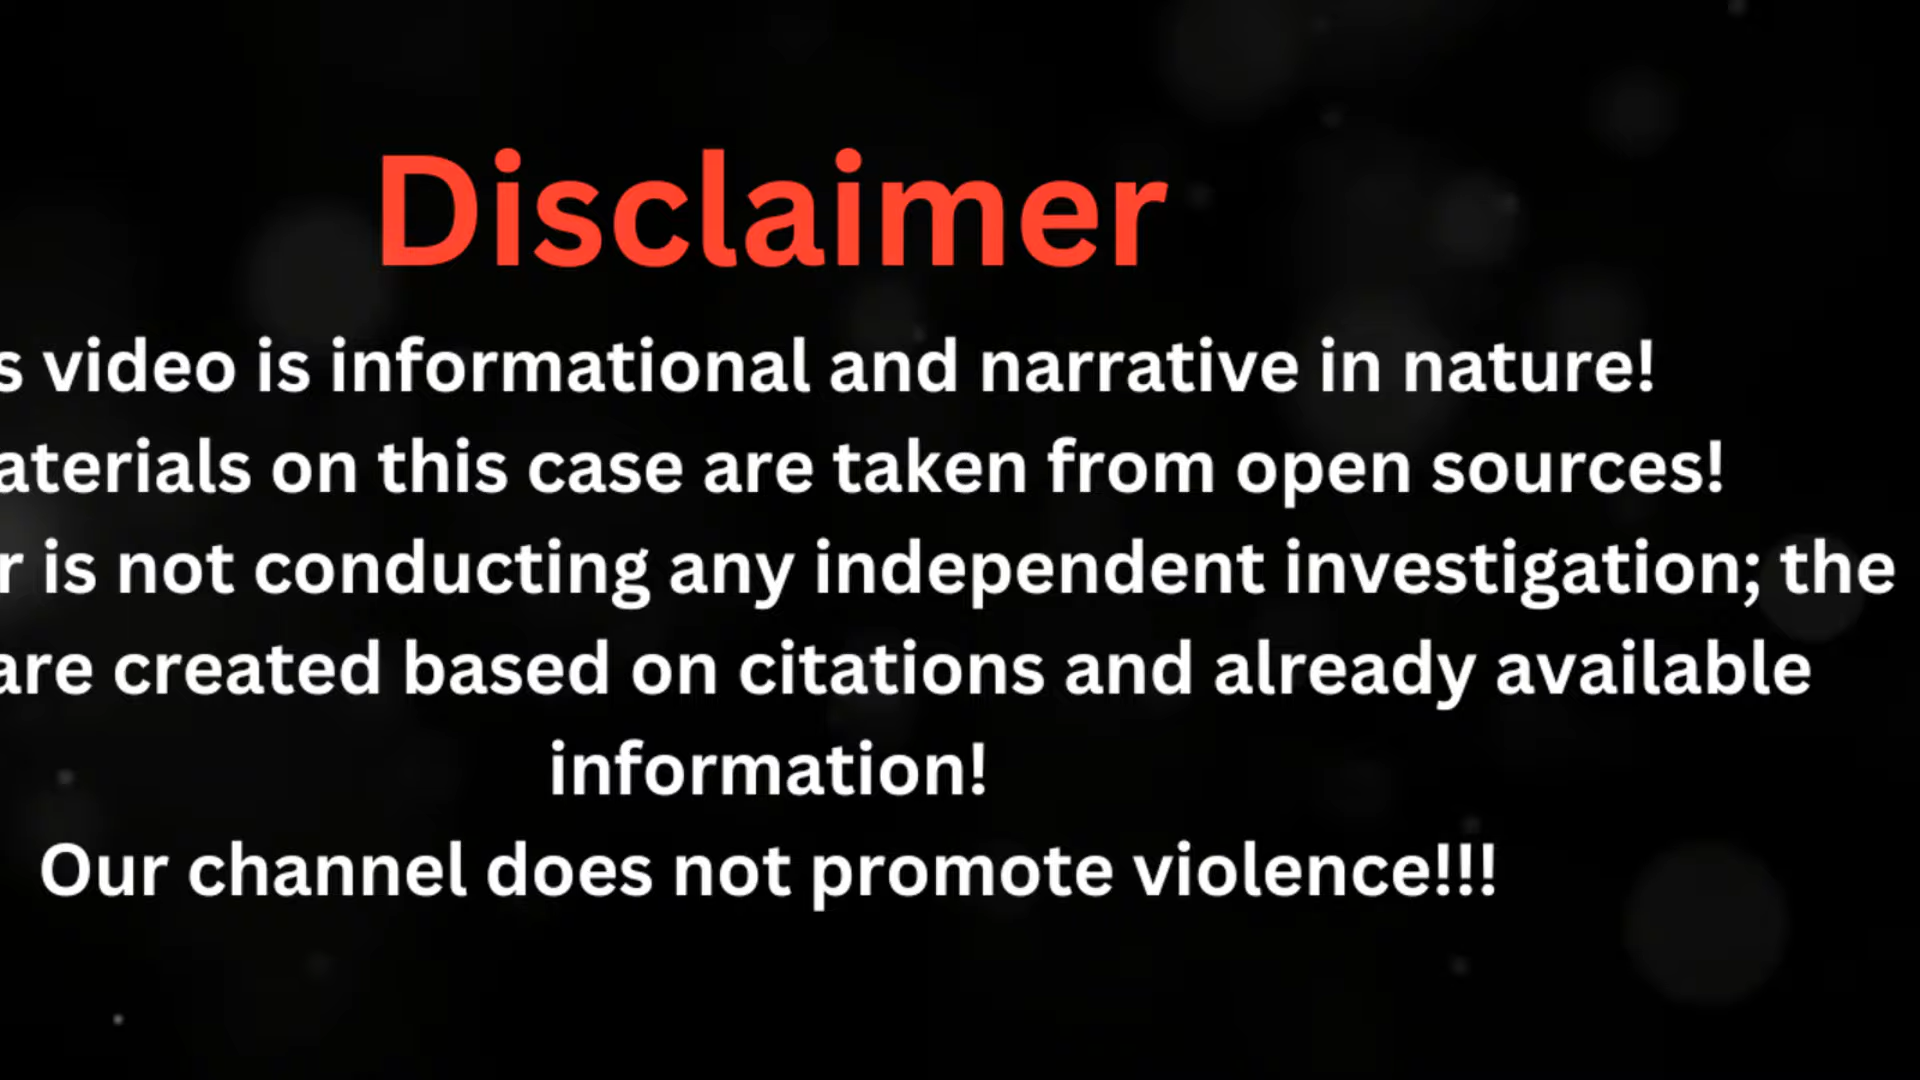 Disclaimer
s video is informational and narrative in nature!
aterials on this case are taken from open sources!
r is not conducting any independent investigation; the
are created based on citations and already available
information!
Our channel does not promote violence!!!